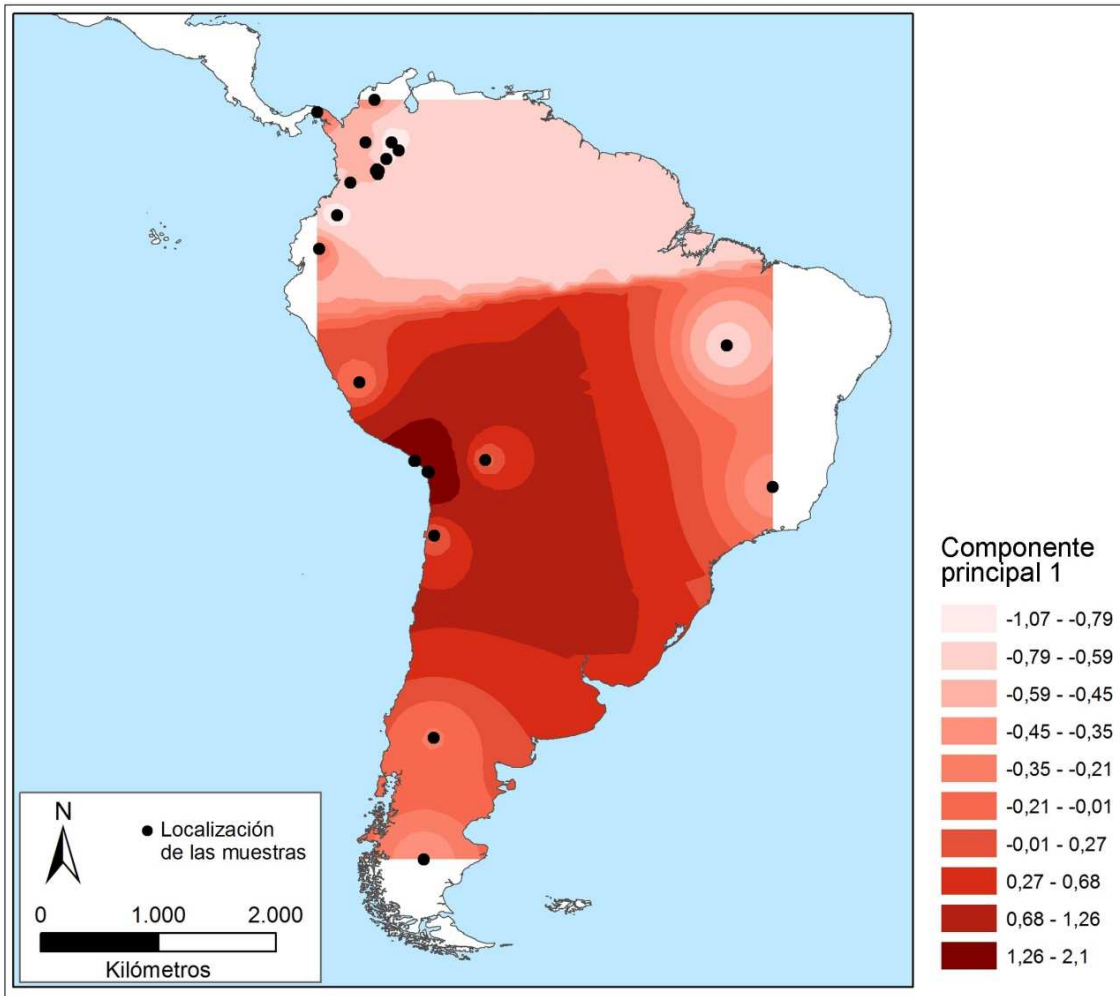 Componente
principal 1
-1,07 - -0,79
-0,79 - -0,59
-0,59 - -0,45
-0,45 - -0,35
-0,35 - -0,21
-0,21 - -0,01
-0,01 - 0,27
0,27 - 0,68
0,68 - 1,26
1,26 - 2,1
N
Localización
de las muestras
0 1.000 2.000
Kilómetros